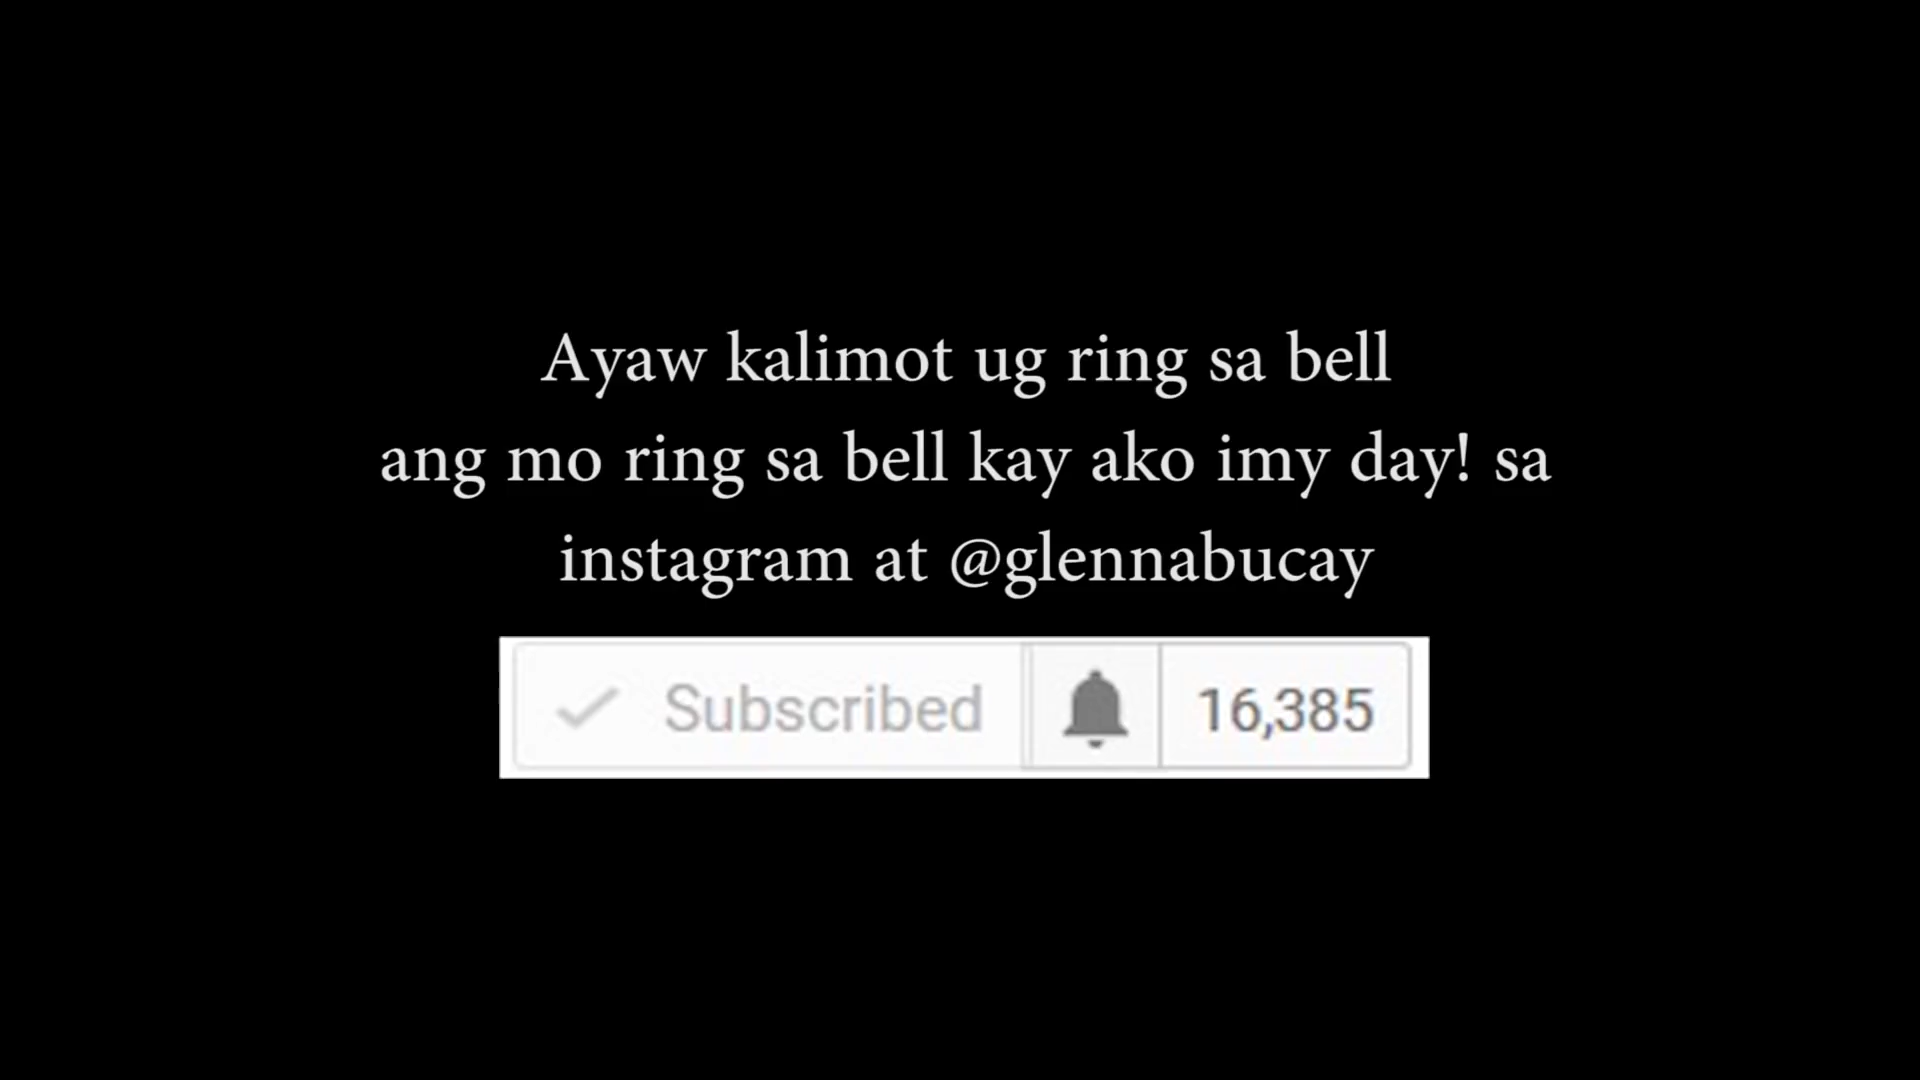 Ayaw kalimot ug ring sa bell
ang mo ring sa bell kay ako imy day! sa
instagram at @glennabucay
Subscribed 16,385